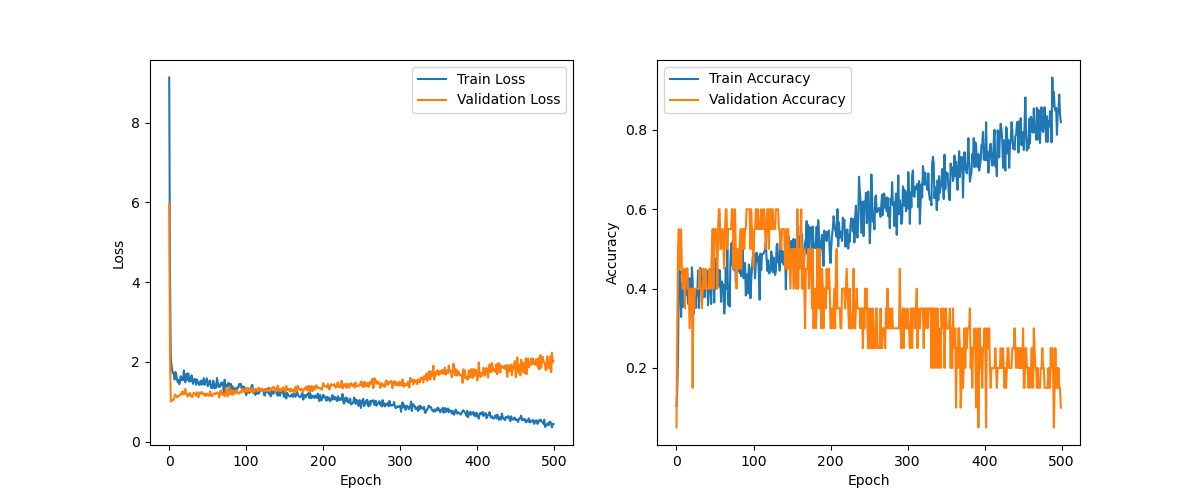 Train Loss
Validation Loss
8
6
4
2
0
Loss
0 100 200 300 400 500
Epoch
Train Accuracy
Validation Accuracy
0.8
0.6
0.4
0.2
Accuracy
0 100 200 300 400 500
Epoch